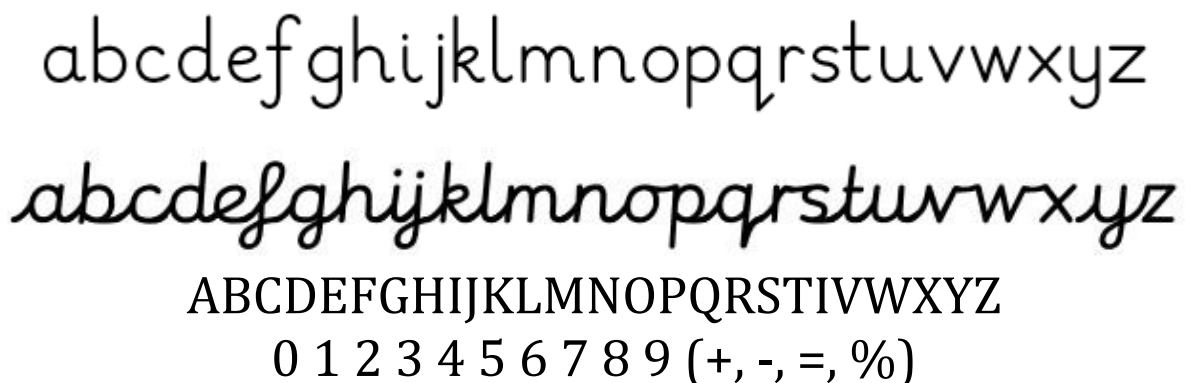 abcdefghijklmnopqrstuvwxyz
abcdefghijklmnopqrstuvwxyz
ABCDEFGHIJKLMNOPQRSTIVWXYZ
0 1 2 3 4 5 6 7 8 9 (+, -, =, %)